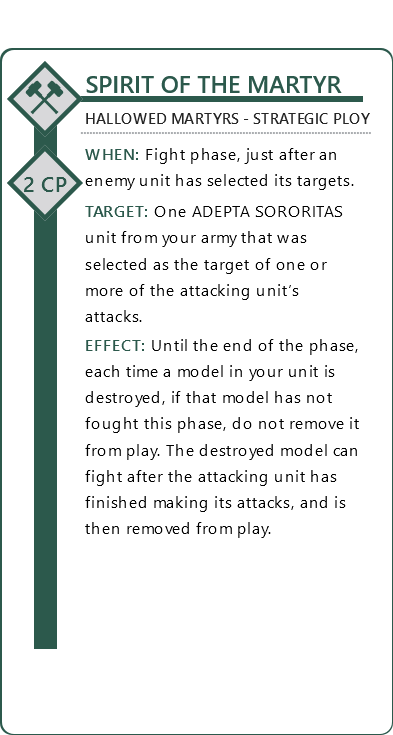 SPIRIT OF THE MARTYR
HALLOWED MARTYRS - STRATEGIC PLOY
2 CP
WHEN: Fight phase, just after an
enemy unit has selected its targets.
TARGET: One ADEPTA SORORITAS
unit from your army that was
selected as the target of one or
more of the attacking unit's
attacks.
EFFECT: Until the end of the phase,
each time a model in your unit is
destroyed, if that model has not
fought this phase, do not remove it
from play. The destroyed model can
fight after the attacking unit has
finished making its attacks, and is
then removed from play.